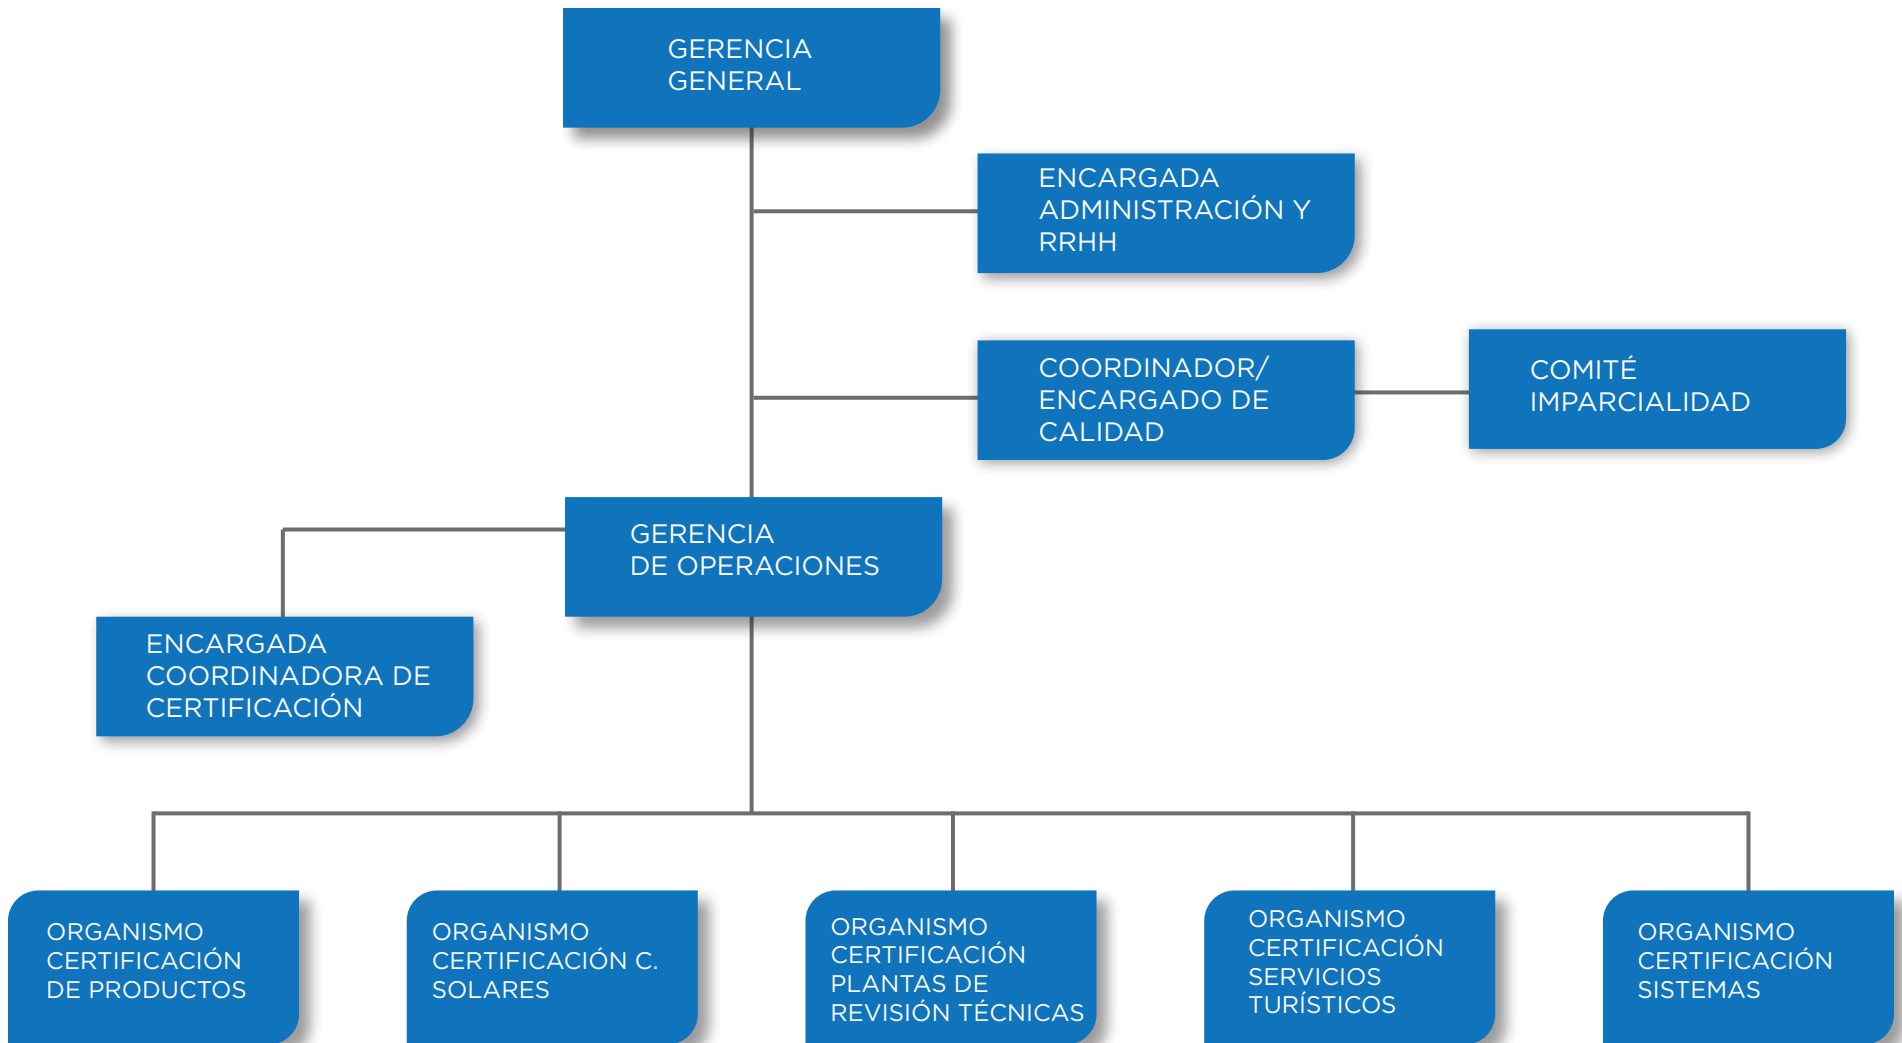 GERENCIA
GENERAL
ENCARGADA
ADMINISTRACIÓN Y
RRHH
COORDINADOR/
ENCARGADO DE
CALIDAD
COMITÉ
IMPARCIALIDAD
GERENCIA
DE OPERACIONES
ENCARGADA
COORDINADORA DE
CERTIFICACIÓN
ORGANISMO
CERTIFICACIÓN
DE PRODUCTOS
ORGANISMO
CERTIFICACIÓN C.
SOLARES
ORGANISMO
CERTIFICACIÓN
PLANTAS DE
REVISIÓN TÉCNICAS
ORGANISMO
CERTIFICACIÓN
SERVICIOS
TURÍSTICOS
ORGANISMO
CERTIFICACIÓN
SISTEMAS